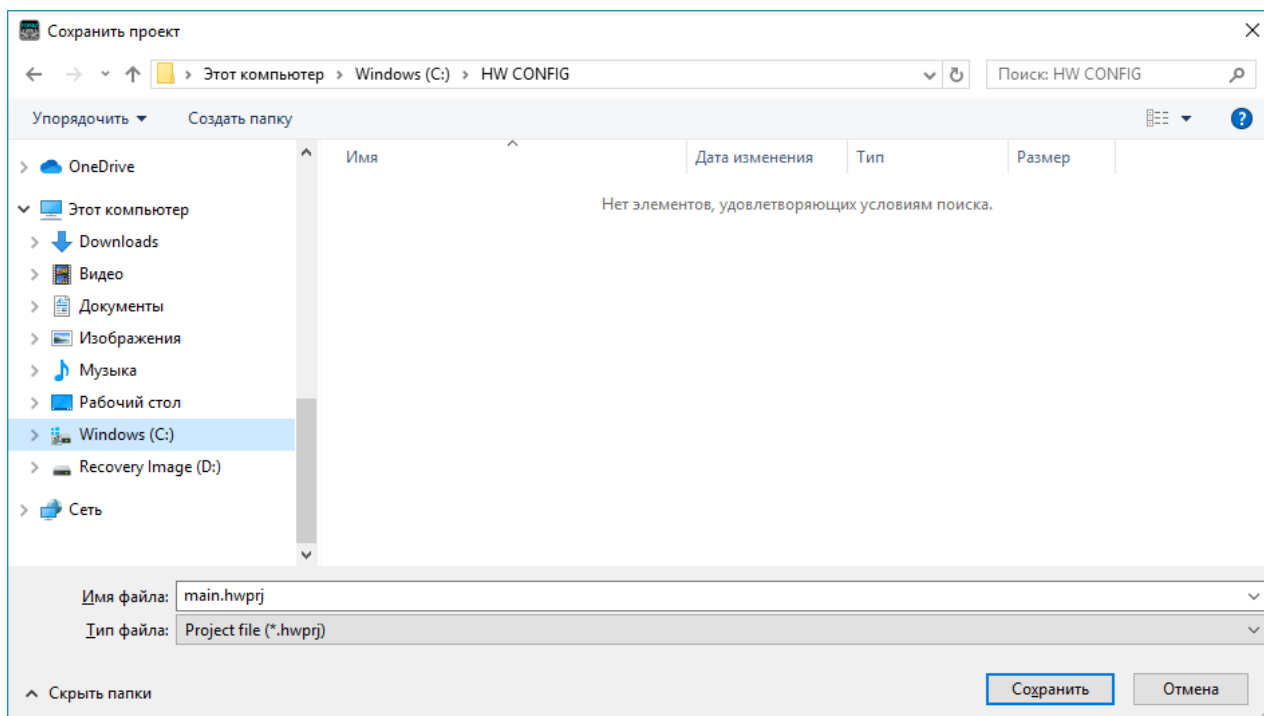 Сохранить проект
Этот компьютер > Windows (C:) > HW CONFIG
Поиск: HW CONFIG
Упорядочить
Создать папку
Имя
Дата изменения
Тип
Размер
Нет элементов, удовлетворяющих условиям поиска.
OneDrive
Этот компьютер
Downloads
Видео
Документы
Изображения
Музыка
Рабочий стол
Windows (C:)
Recovery Image (D:)
Сеть
Имя файла: main.hwprj
Тип файла: Project file (*.hwprj)
Скрыть папки
Сохранить
Отмена